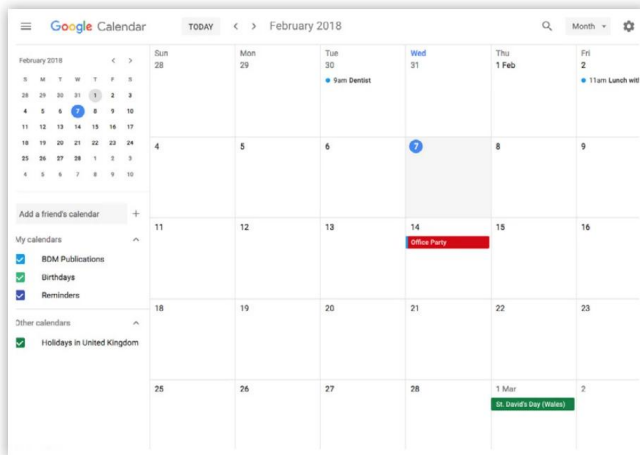 Google Calendar TODAY < > February 2018 Month
February 2018 < >
S M T W T F S
28 29 30 31 1 2 3
4 5 6 7 8 9 10
11 12 13 14 15 16 17
18 19 20 21 22 23 24
25 26 27 28 1 2 3
4 5 6 7 8 9 10
Add a friend's calendar +
My calendars
BDM Publications
Birthdays
Reminders
Other calendars
Holidays in United Kingdom
Sun Mon Tue Wed Thu Fri
28 29 30 31 1 Feb 2
9am Dentist 11am Lunch with
4 5 6 7 8 9
11 12 13 14 15 16
Office Party
18 19 20 21 22 23
25 26 27 28 1 Mar 2
St. David's Day (Wales)